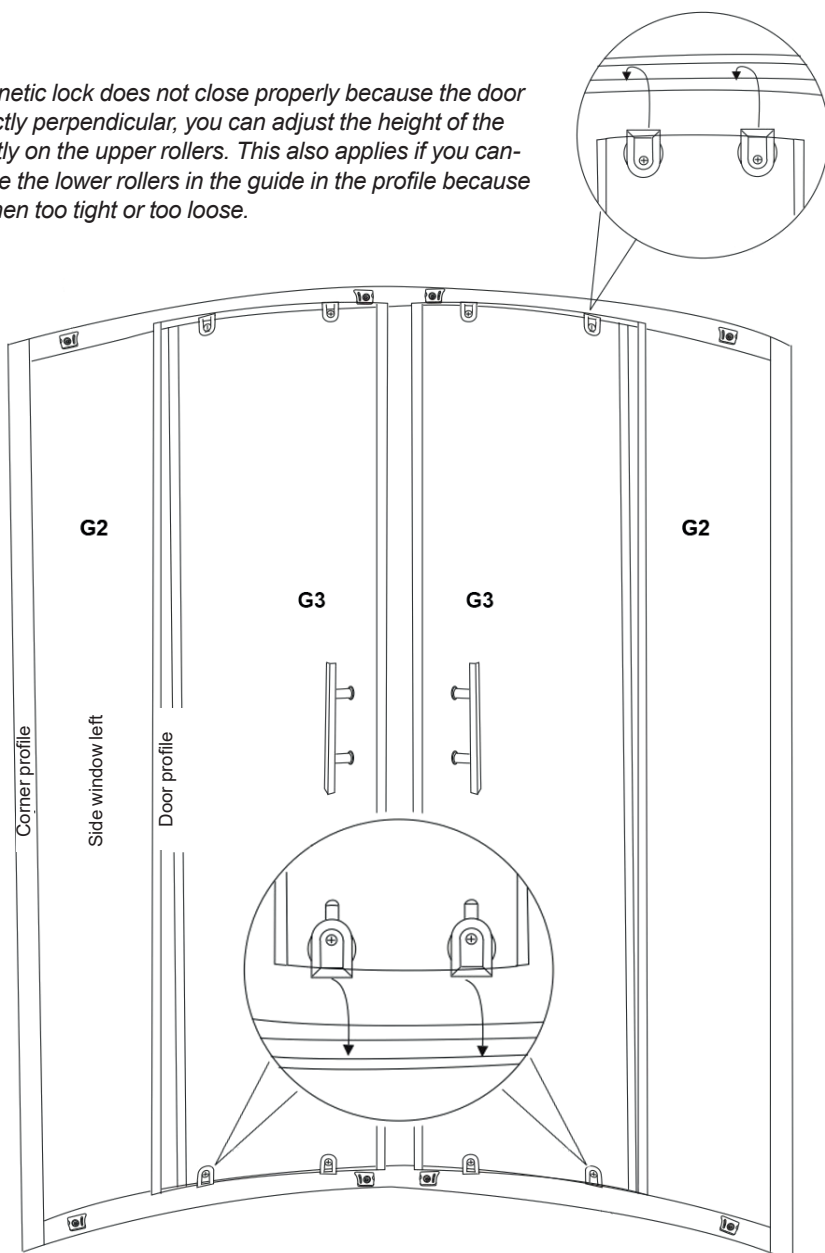 netic lock does not close properly because the door
ctly perpendicular, you can adjust the height of the
tly on the upper rollers. This also applies if you can-
e the lower rollers in the guide in the profile because
hen too tight or too loose.
G2
G2
G3
G3
Corner profile
Side window left
Door profile